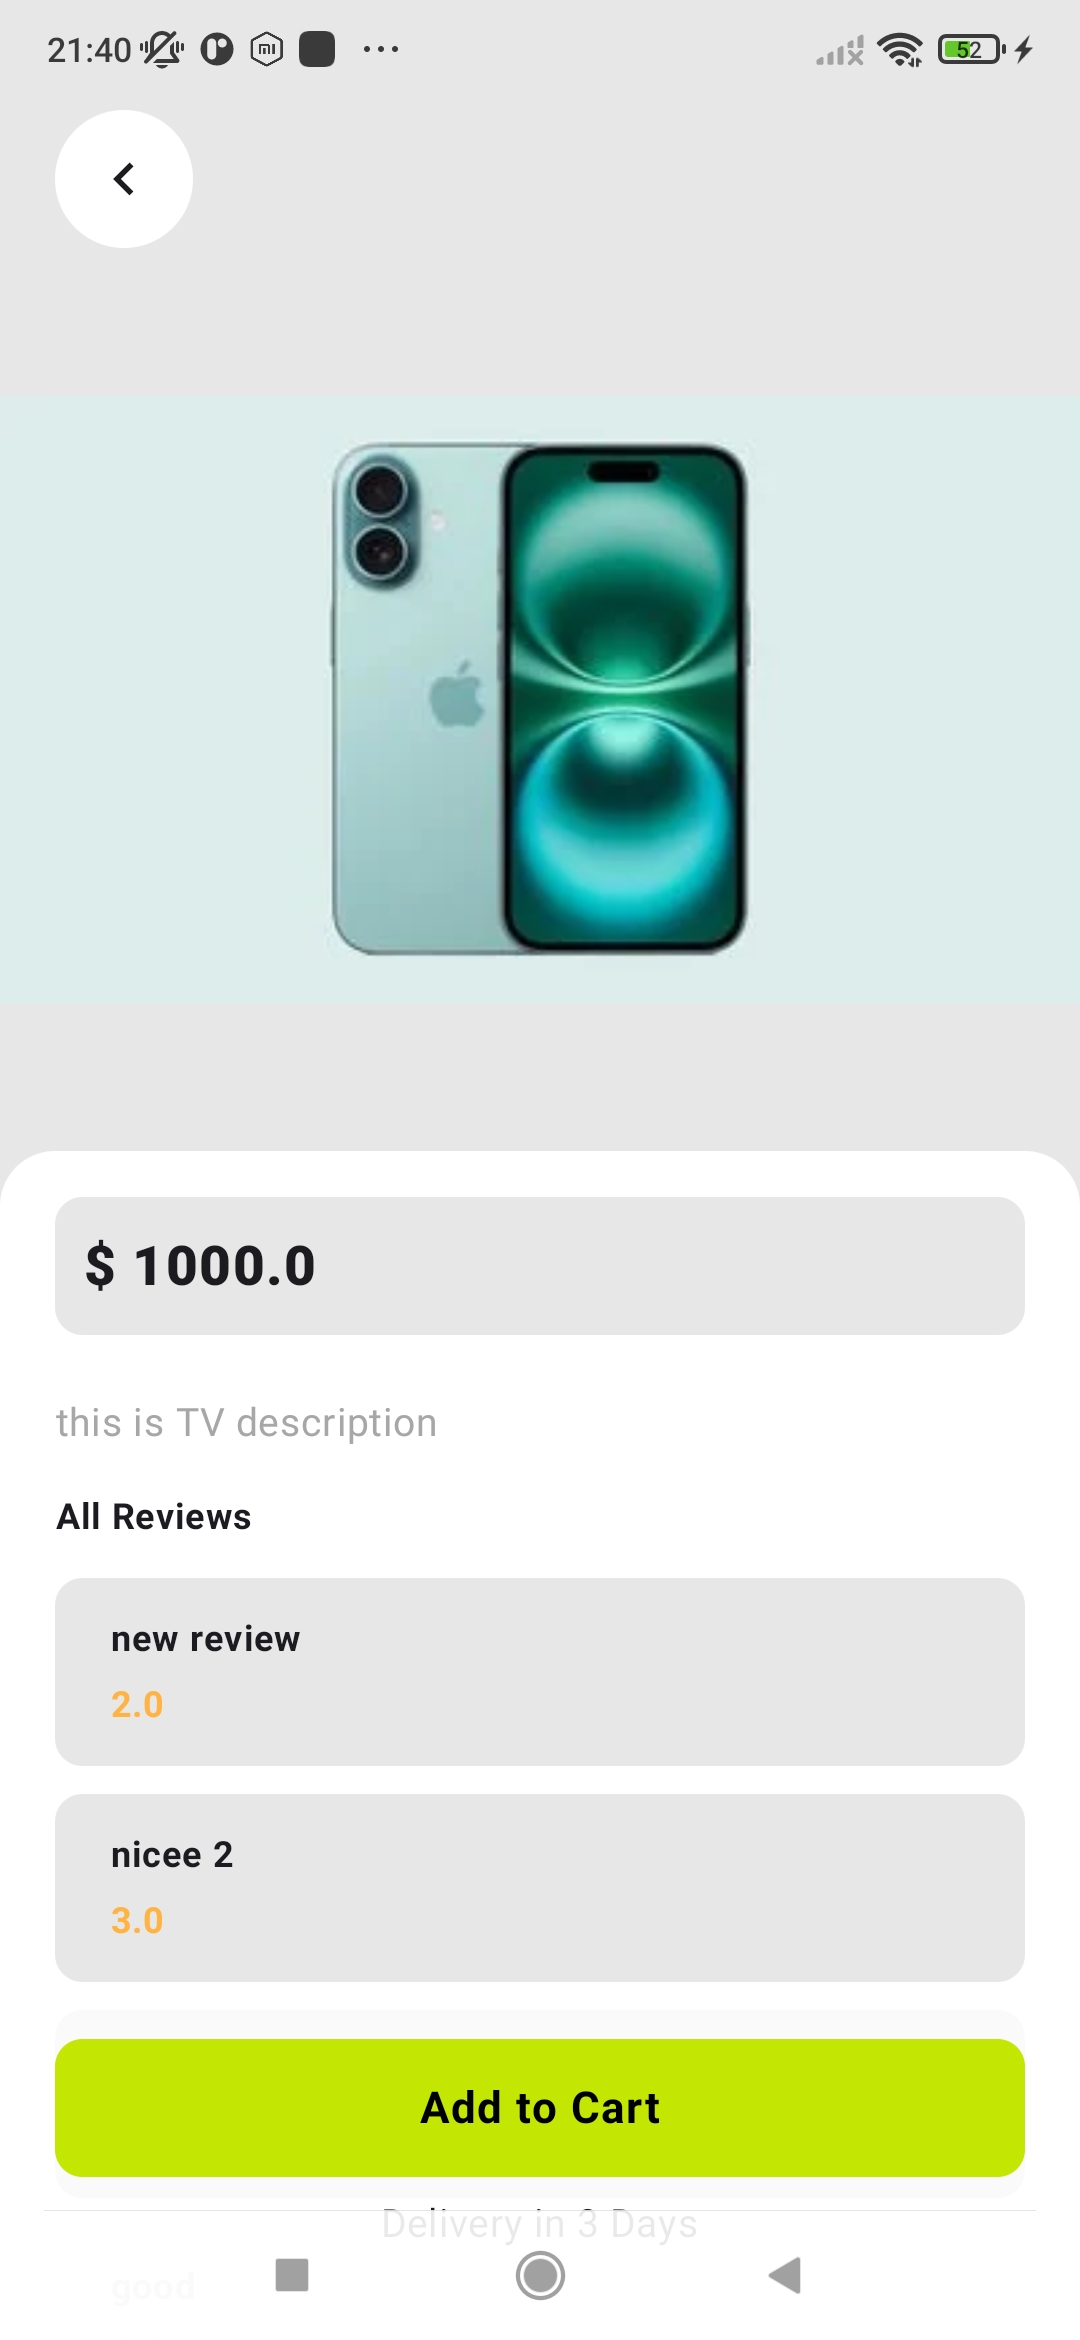 21:40
52
$ 1000.0
this is TV description
All Reviews
new review
2.0
nicee 2
3.0
Add to Cart
Delivery in 3 Days
good